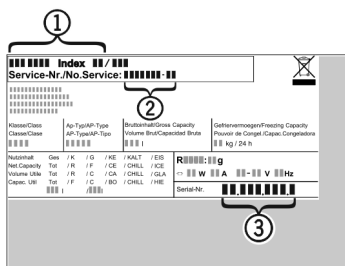 1
Index /
Service-Nr./No.Service: -
2
Klasse/Class Ap-Typ/AP-Type Bruttoinhalt/Gross Capacity Gefriervermoegen/Freezing Capacity
Classe/Clase AP-Type/AP-Tipo Volume Brut/Capacidad Bruta Pouvoir de Congel./Capac.Congeladora
l kg / 24 h
Nutzinhalt Ges / K / G / KE / KALT / EIS
Net.Capacity Tot / R / F / CE / CHILL / ICE
Volume Utile Tot / R / C / CA / CHILL / GLA
Capac. Util Tot / F / C / BO / CHILL / HIE
l / l
R : g
W A - V Hz
Serial-Nr. . . .
3